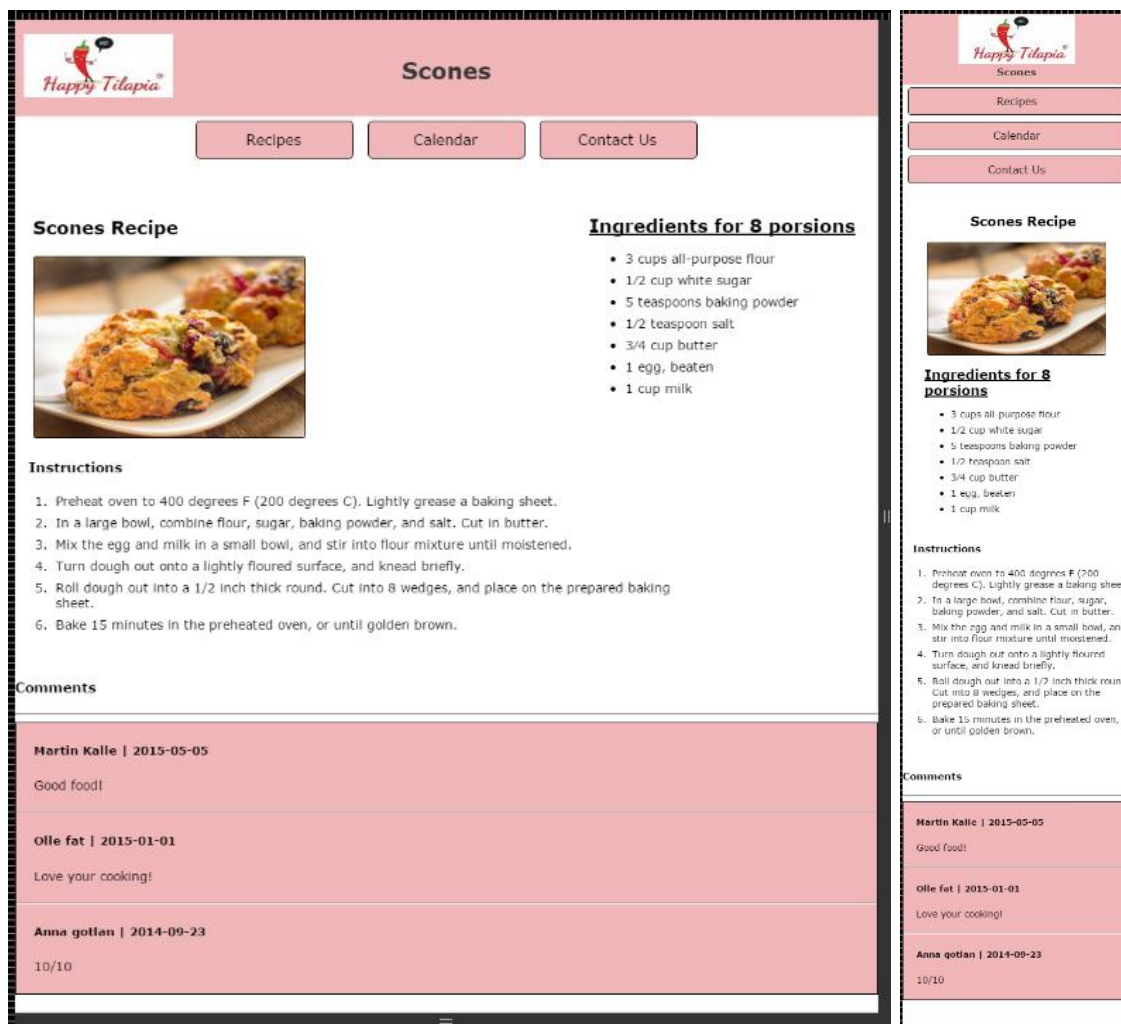 Happy Tilapia®
Scones
Recipes
Calendar
Contact Us
Scones Recipe
Ingredients for 8 porsions
• 3 cups all-purpose flour
• 1/2 cup white sugar
• 5 teaspoons baking powder
• 1/2 teaspoon salt
• 3/4 cup butter
• 1 egg, beaten
• 1 cup milk
Instructions
1. Preheat oven to 400 degrees F (200 degrees C). Lightly grease a baking sheet.
2. In a large bowl, combine flour, sugar, baking powder, and salt. Cut in butter.
3. Mix the egg and milk in a small bowl, and stir into flour mixture until moistened.
4. Turn dough out onto a lightly floured surface, and knead briefly.
5. Roll dough out into a 1/2 inch thick round. Cut into 8 wedges, and place on the prepared baking
sheet.
6. Bake 15 minutes in the preheated oven, or until golden brown.
Comments
Martin Kalle | 2015-05-05
Good food!
Olle fat | 2015-01-01
Love your cooking!
Anna gotlan | 2014-09-23
10/10
Happy Tilapia®
Scones
Recipes
Calendar
Contact Us
Scones Recipe
Ingredients for 8
porsions
• 3 cups all-purpose flour
• 1/2 cup white sugar
• 5 teaspoons baking powder
• 1/2 teaspoon salt
• 3/4 cup butter
• 1 egg, beaten
• 1 cup milk
Instructions
1. Preheat oven to 400 degrees F (200
degrees C). Lightly grease a baking shee
2. In a large bowl, combine flour, sugar,
baking powder, and salt. Cut in butter.
3. Mix the egg and milk in a small bowl, an
stir into flour mixture until moistened.
4. Turn dough out onto a lightly floured
surface, and knead briefly.
5. Roll dough out into a 1/2 inch thick roun
Cut into 8 wedges, and place on the
prepared baking sheet.
6. Bake 15 minutes in the preheated oven,
or until golden brown.
Comments
Martin Kalle | 2015-05-05
Good food!
Olle fat | 2015-01-01
Love your cooking!
Anna gotlan | 2014-09-23
10/10